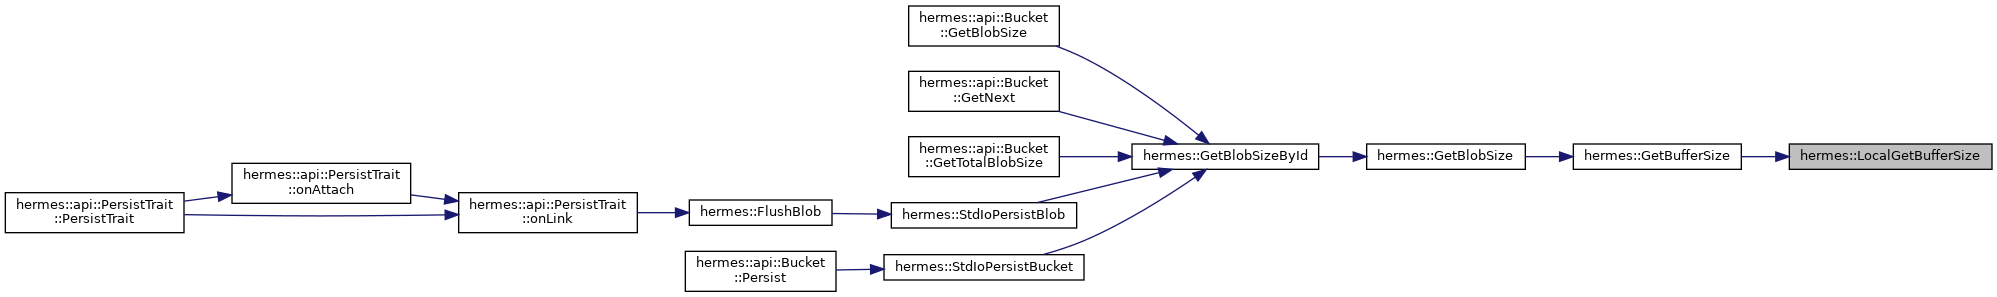 hermes::api::PersistTrait
::PersistTrait
hermes::api::PersistTrait
::onAttach
hermes::api::PersistTrait
::onLink
hermes::FlushBlob
hermes::api::Bucket
::Persist
hermes::api::Bucket
::GetBlobSize
hermes::api::Bucket
::GetNext
hermes::api::Bucket
::GetTotalBlobSize
hermes::StdIoPersistBlob
hermes::StdIoPersistBucket
hermes::GetBlobSizeById
hermes::GetBlobSize
hermes::GetBufferSize
hermes::LocalGetBufferSize